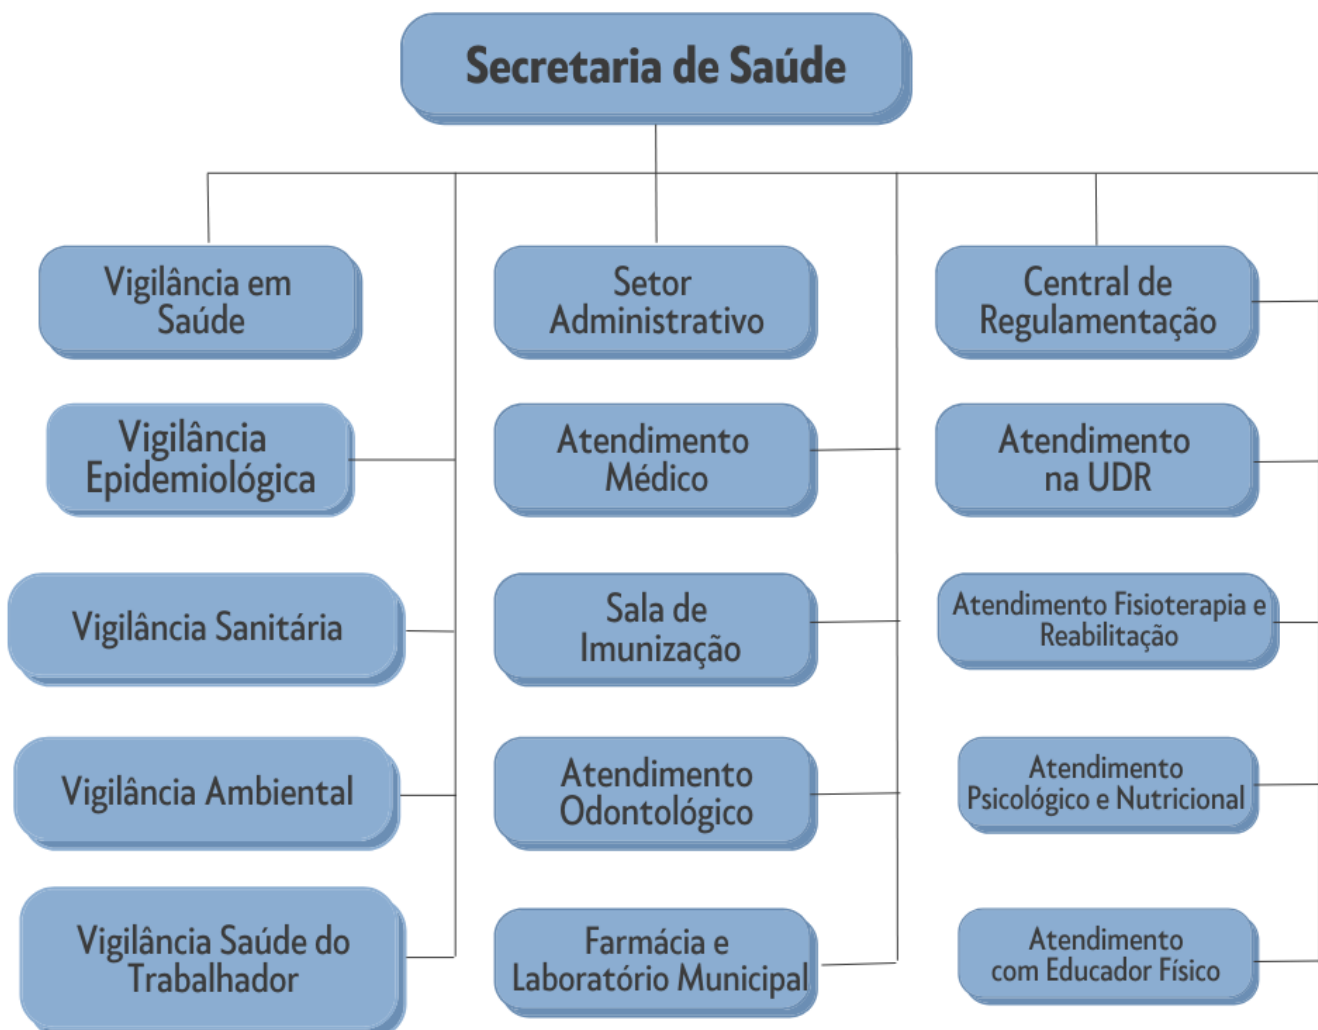 Secretaria de Saúde
Vigilância em
Saúde
Setor
Administrativo
Central de
Regulamentação
Vigilância
Epidemiológica
Atendimento
Médico
Atendimento
na UDR
Vigilância Sanitária
Sala de
Imunização
Atendimento Fisioterapia e
Reabilitação
Vigilância Ambiental
Atendimento
Odontológico
Atendimento
Psicológico e Nutricional
Vigilância Saúde do
Trabalhador
Farmácia e
Laboratório Municipal
Atendimento
com Educador Físico